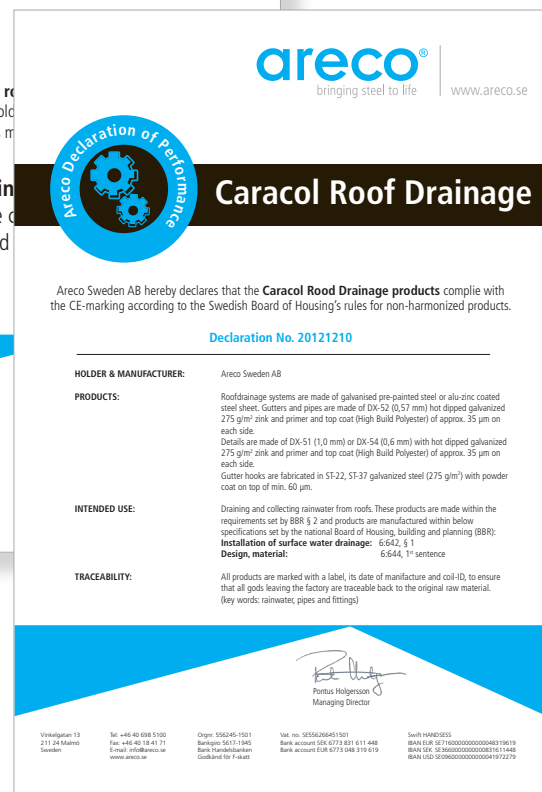 areco®
bringing steel to life
www.areco.se
Areco Declaration of Performance
Caracol Roof Drainage
Areco Sweden AB hereby declares that the Caracol Rood Drainage products complie with
the CE-marking according to the Swedish Board of Housing's rules for non-harmonized products.
Declaration No. 20121210
HOLDER & MANUFACTURER: Areco Sweden AB
PRODUCTS: Roofdrainage systems are made of galvanised pre-painted steel or alu-zinc coated
steel sheet. Gutters and pipes are made of DX-52 (0,57 mm) hot dipped galvanized
275 g/m² zink and primer and top coat (High Build Polyester) of approx. 35 µm on
each side.
Details are made of DX-51 (1,0 mm) or DX-54 (0,6 mm) with hot dipped galvanized
275 g/m² zink and primer and top coat (High Build Polyester) of approx. 35 µm on
each side.
Gutter hooks are fabricated in ST-22, ST-37 galvanized steel (275 g/m²) with powder
coat on top of min. 60 µm.
INTENDED USE: Draining and collecting rainwater from roofs. These products are made within the
requirements set by BBR § 2 and products are manufactured within below
specifications set by the national Board of Housing, building and planning (BBR):
Installation of surface water drainage: 6:642, § 1
Design, material: 6:644, 1st sentence
TRACEABILITY: All products are marked with a label, its date of manifacture and coil-ID, to ensure
that all gods leaving the factory are traceable back to the original raw material.
(key words: rainwater, pipes and fittings)
Pontus Holgersson
Managing Director
Vinkelgatan 13
211 24 Malmö
Sweden
Tel: +46 40 698 5100
Fax: +46 40 18 41 71
E-mail: info@areco.se
www.areco.se
Orgnr. 556245-1501
Bankgiro 5617-1945
Bank Handelsbanken
Godkänd för F-skatt
Vat. no. SE556266451501
Bank account SEK 6773 831 611 448
Bank account EUR 6773 048 319 619
Swift HANDSESS